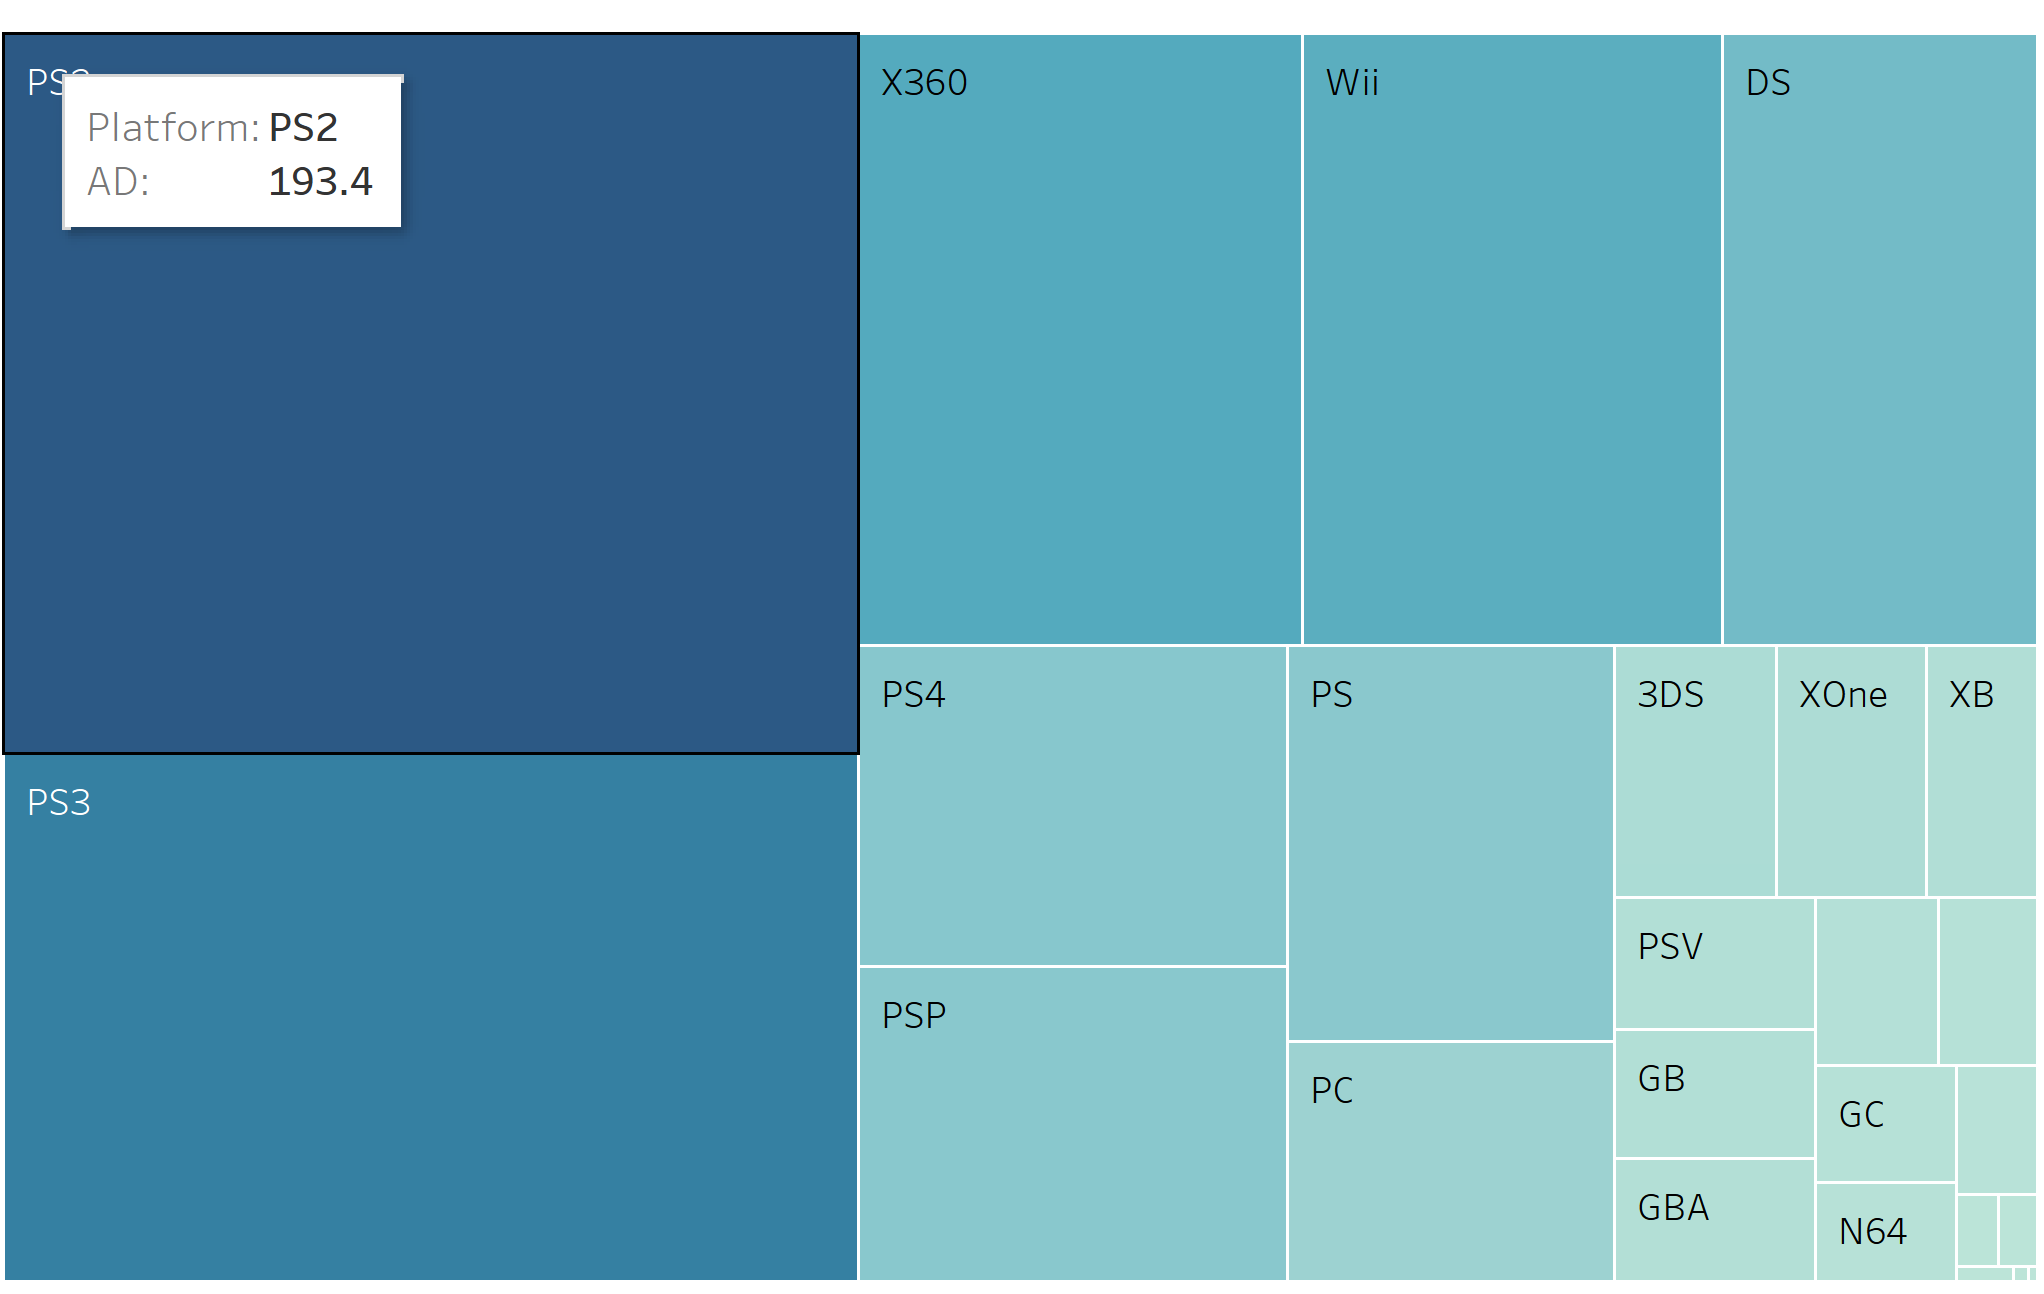 PS2
Platform: PS2
AD: 193.4
X360
Wii
DS
PS3
PS4
PS
3DS
XOne
XB
PSP
PC
PSV
GB
GBA
GC
N64